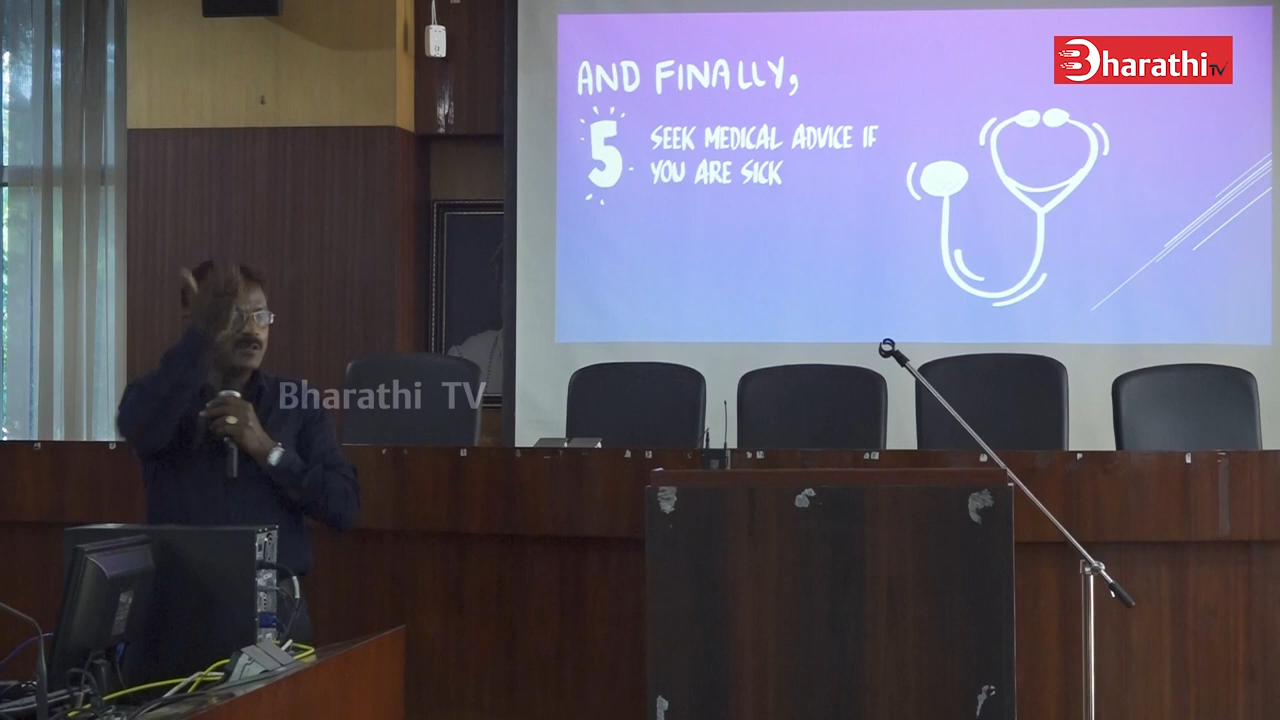 Bharathi TV
AND FINALLY,
5. SEEK MEDICAL ADVICE IF
YOU ARE SICK
Bharathi TV